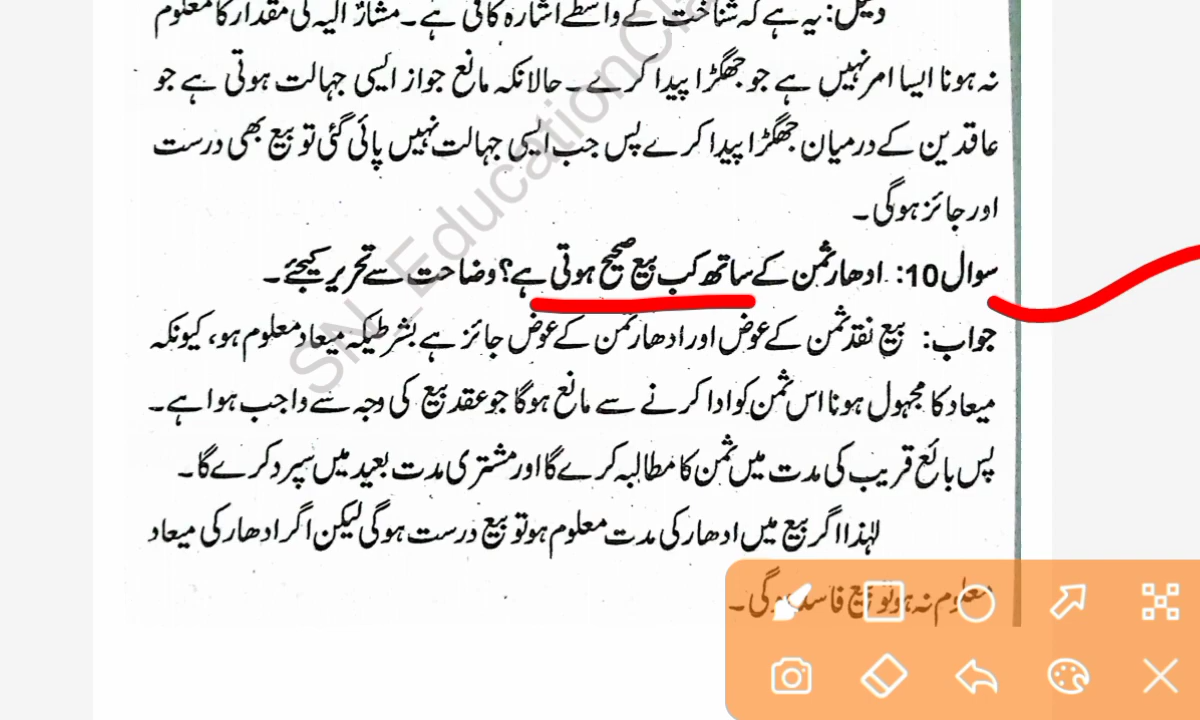 دلیل: یہ ہے کہ شناخت کے واسطے اشارہ کافی ہے۔ مشارٌ الیہ کی مقدار کا معلوم
نہ ہونا ایسا امر نہیں ہے جو جھگڑا پیدا کرے۔ حالانکہ مانع جواز ایسی جہالت ہوتی ہے جو
عاقدین کے درمیان جھگڑا پیدا کرے پس جب ایسی جہالت نہیں پائی گئی تو بیع بھی درست
اور جائز ہوگی۔
سوال 10: ادھار ثمن کے ساتھ کب بیع صحیح ہوتی ہے؟ وضاحت سے تحریر کیجئے۔
جواب: بیع نقد ثمن کے عوض اور ادھار ثمن کے عوض جائز ہے بشرطیکہ میعاد معلوم ہو، کیونکہ
میعاد کا مجہول ہونا اس ثمن کو ادا کرنے سے مانع ہوگا جو عقد بیع کی وجہ سے واجب ہوا ہے۔
پس بائع قریب کی مدت میں ثمن کا مطالبہ کرے گا اور مشتری مدت بعید میں سپرد کرے گا۔
لہٰذا اگر بیع میں ادھار کی مدت معلوم ہو تو بیع درست ہوگی لیکن اگر ادھار کی میعاد
معلوم نہ ہو تو بیع فاسد ہوگی۔
SN_EducationCla